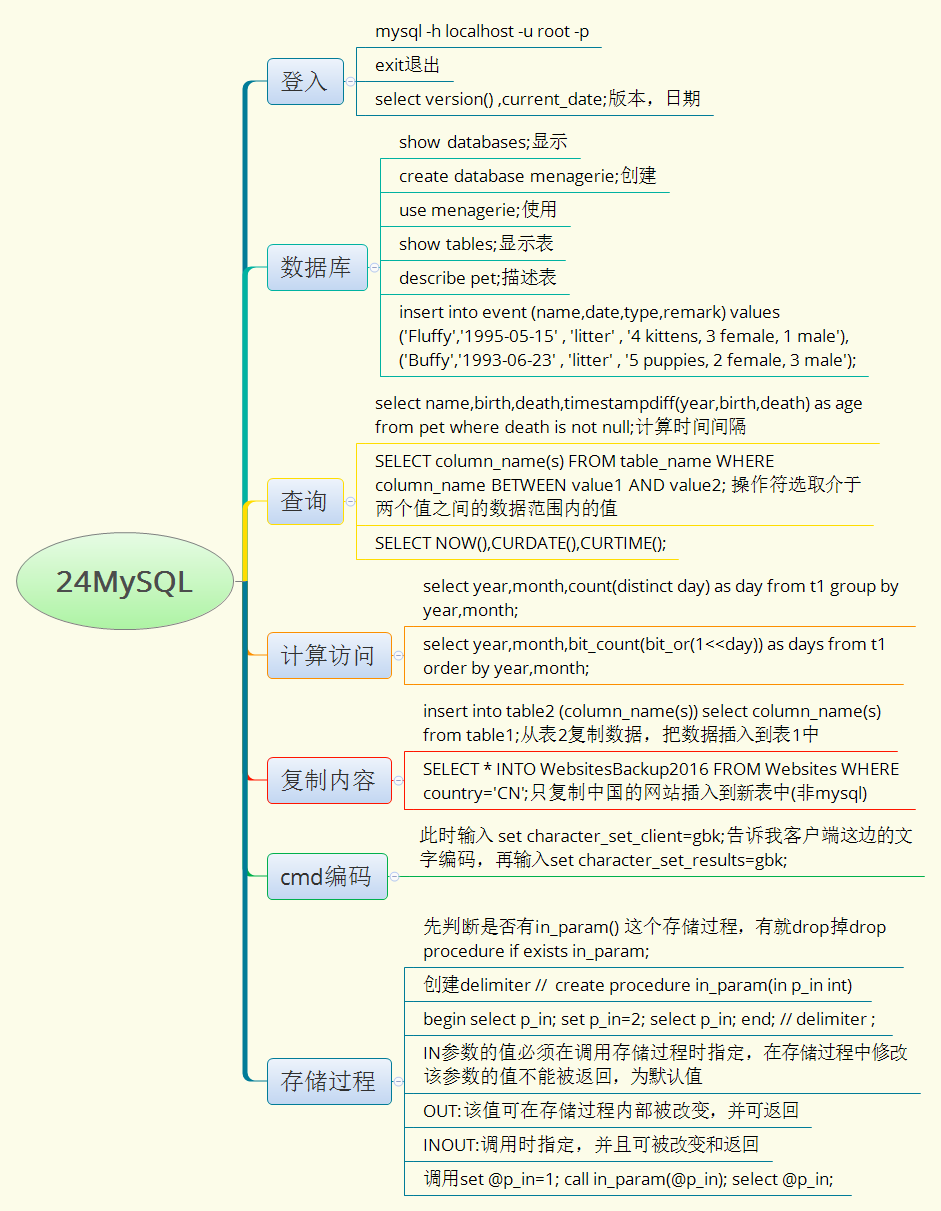 24MySQL
登入
mysql -h localhost -u root -p
exit退出
select version() ,current_date;版本，日期
数据库
show databases;显示
create database menagerie;创建
use menagerie;使用
show tables;显示表
describe pet;描述表
insert into event (name,date,type,remark) values
('Fluffy','1995-05-15' , 'litter' , '4 kittens, 3 female, 1 male'),
('Buffy','1993-06-23' , 'litter' , '5 puppies, 2 female, 3 male');
查询
select name,birth,death,timestampdiff(year,birth,death) as age
from pet where death is not null;计算时间间隔
SELECT column_name(s) FROM table_name WHERE
column_name BETWEEN value1 AND value2; 操作符选取介于
两个值之间的数据范围内的值
SELECT NOW(),CURDATE(),CURTIME();
计算访问
select year,month,count(distinct day) as day from t1 group by
year,month;
select year,month,bit_count(bit_or(1<<day)) as days from t1
order by year,month;
复制内容
insert into table2 (column_name(s)) select column_name(s)
from table1;从表2复制数据，把数据插入到表1中
SELECT * INTO WebsitesBackup2016 FROM Websites WHERE
country='CN';只复制中国的网站插入到新表中(非mysql)
cmd编码
此时输入 set character_set_client=gbk;告诉我客户端这边的文
字编码，再输入set character_set_results=gbk;
存储过程
先判断是否有in_param() 这个存储过程，有就drop掉drop
procedure if exists in_param;
创建delimiter // create procedure in_param(in p_in int)
begin select p_in; set p_in=2; select p_in; end; // delimiter ;
IN参数的值必须在调用存储过程时指定，在存储过程中修改
该参数的值不能被返回，为默认值
OUT:该值可在存储过程内部被改变，并可返回
INOUT:调用时指定，并且可被改变和返回
调用set @p_in=1; call in_param(@p_in); select @p_in;